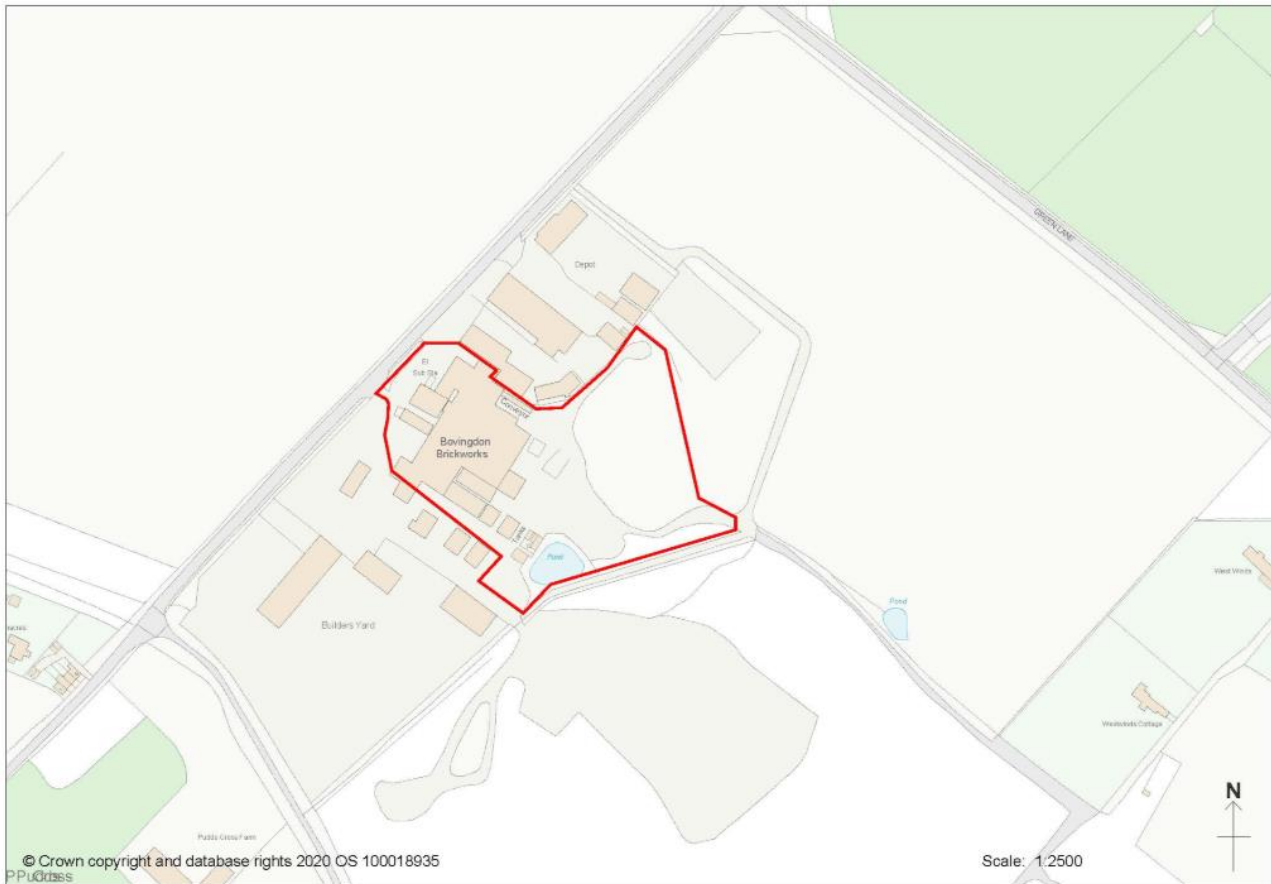 GREEN LANE
Depot
El
Sub Sta
Conveyor
Bovingdon
Brickworks
Tanks
Pond
West Winds
Pond
Builders Yard
Westwinds Cottage
N
Pudds Cross Farm
© Crown copyright and database rights 2020 OS 100018935
Scale: 1:2500